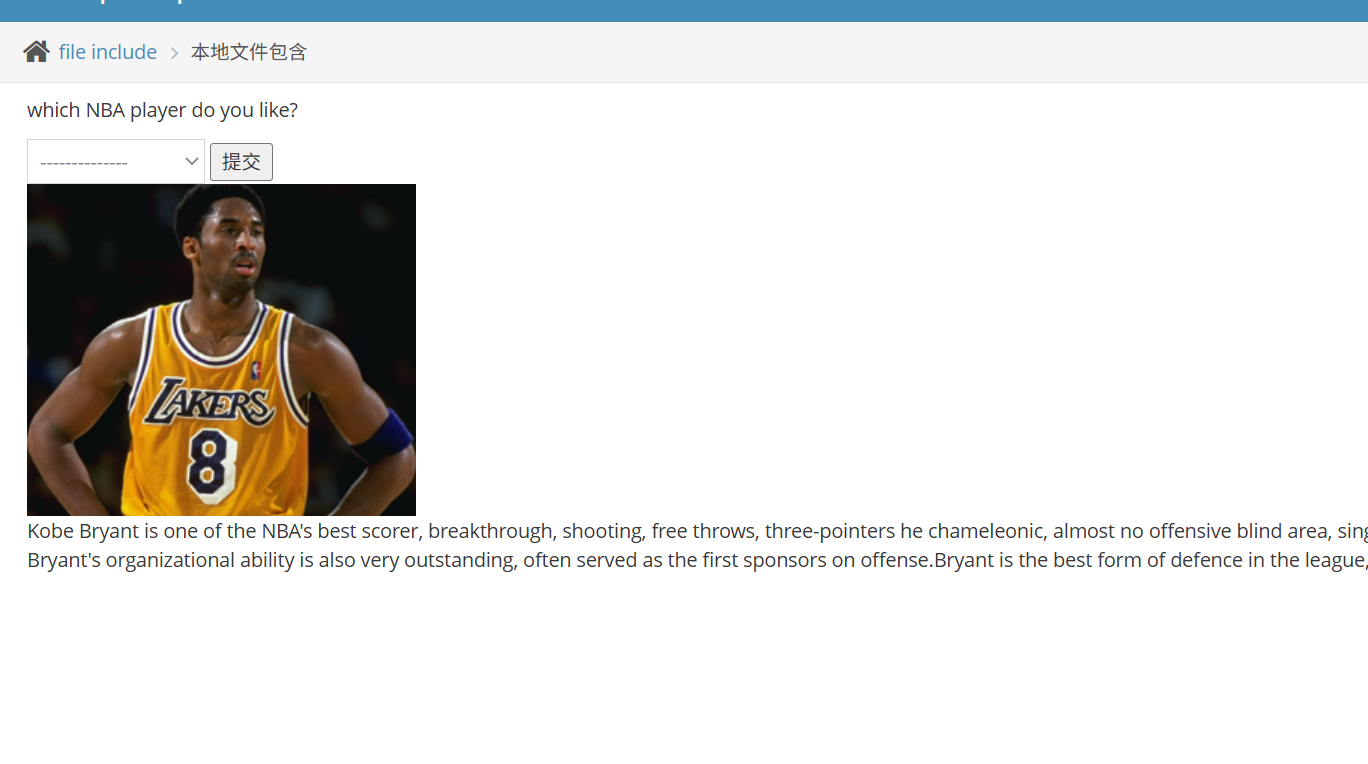 file include > 本地文件包含
which NBA player do you like?
-------------- 提交
LAKERS
8
Kobe Bryant is one of the NBA's best scorer, breakthrough, shooting, free throws, three-pointers he chameleonic, almost no offensive blind area,
Bryant's organizational ability is also very outstanding, often served as the first sponsors on offense.Bryant is the best form of defence in the league,